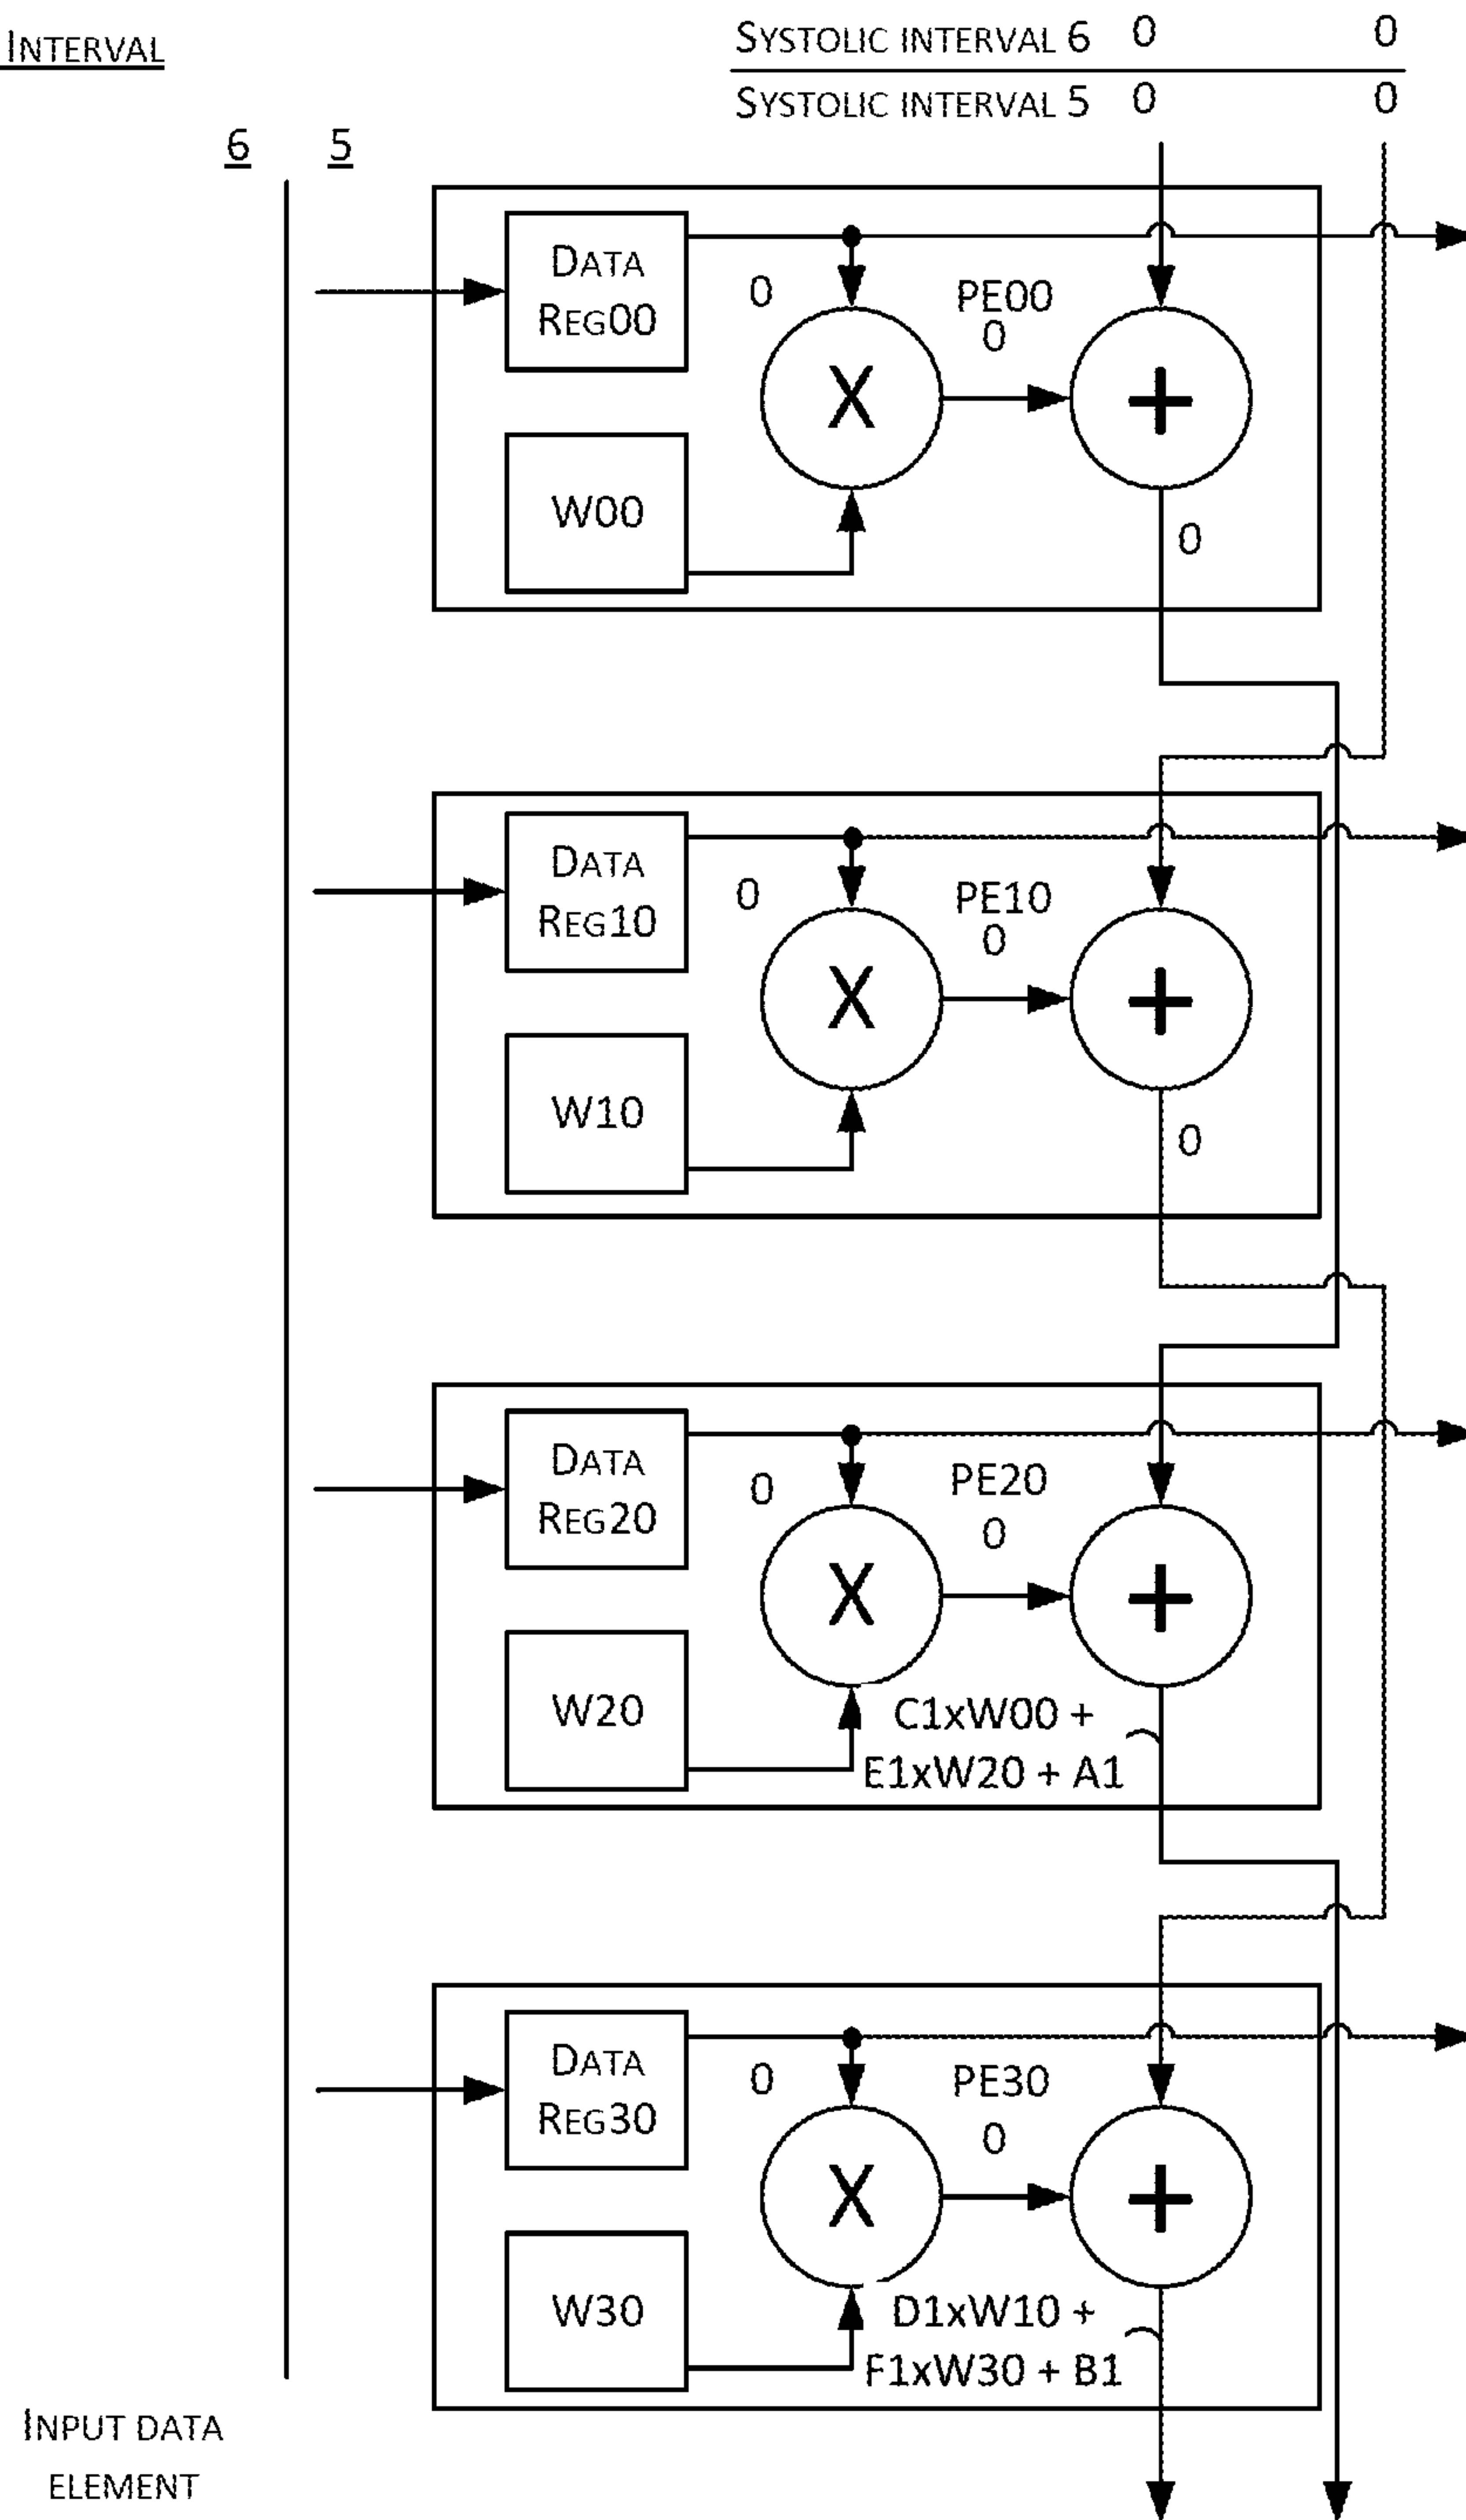 INTERVAL
SYSTOLIC INTERVAL 6 0 0
SYSTOLIC INTERVAL 5 0 0
6 5
DATA
REG00
0
PE00
0
X
+
W00
0
DATA
REG10
0
PE10
0
X
+
W10
0
DATA
REG20
0
PE20
0
X
+
W20
C1xW00 +
E1xW20 + A1
DATA
REG30
0
PE30
0
X
+
W30
D1xW10 +
F1xW30 + B1
INPUT DATA
ELEMENT